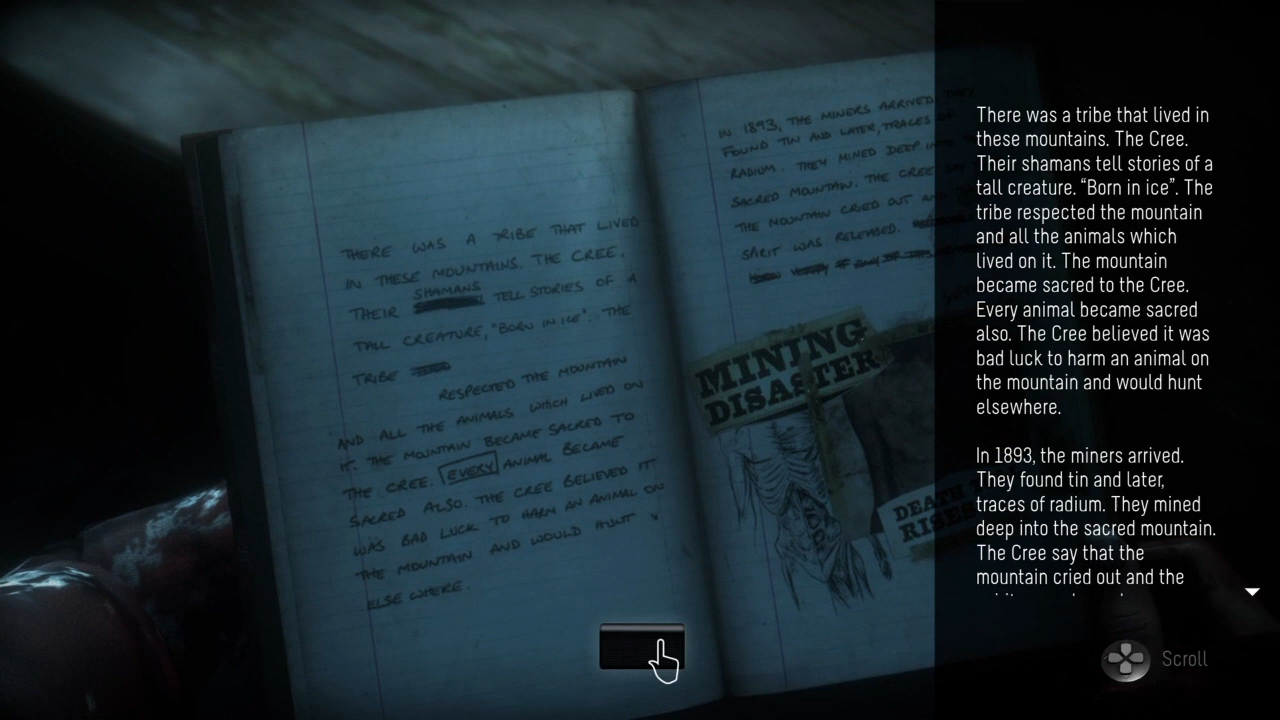 THERE WAS A TRIBE THAT LIVED
IN THESE MOUNTAINS. THE CREE.
SHAMANS
THEIR TELL STORIES OF A
TALL CREATURE, "BORN IN ICE". THE
TRIBE
RESPECTED THE MOUNTAIN
AND ALL THE ANIMALS WHICH LIVED ON
IT. THE MOUNTAIN BECAME SACRED TO
THE CREE. EVERY ANIMAL BECAME
SACRED ALSO. THE CREE BELIEVED IT
WAS BAD LUCK TO HARM AN ANIMAL ON
THE MOUNTAIN AND WOULD HUNT
ELSE WHERE.
IN 1893, THE MINERS ARRIVED. THEY
FOUND TIN AND LATER, TRACES OF
RADIUM. THEY MINED DEEP INTO
SACRED MOUNTAIN. THE CREE SAY
THE MOUNTAIN CRIED OUT AND
SPIRIT WAS RELEASED.
MINING
DISASTER
DEATH
RISES
There was a tribe that lived in
these mountains. The Cree.
Their shamans tell stories of a
tall creature. “Born in ice”. The
tribe respected the mountain
and all the animals which
lived on it. The mountain
became sacred to the Cree.
Every animal became sacred
also. The Cree believed it was
bad luck to harm an animal on
the mountain and would hunt
elsewhere.
In 1893, the miners arrived.
They found tin and later,
traces of radium. They mined
deep into the sacred mountain.
The Cree say that the
mountain cried out and the
Scroll